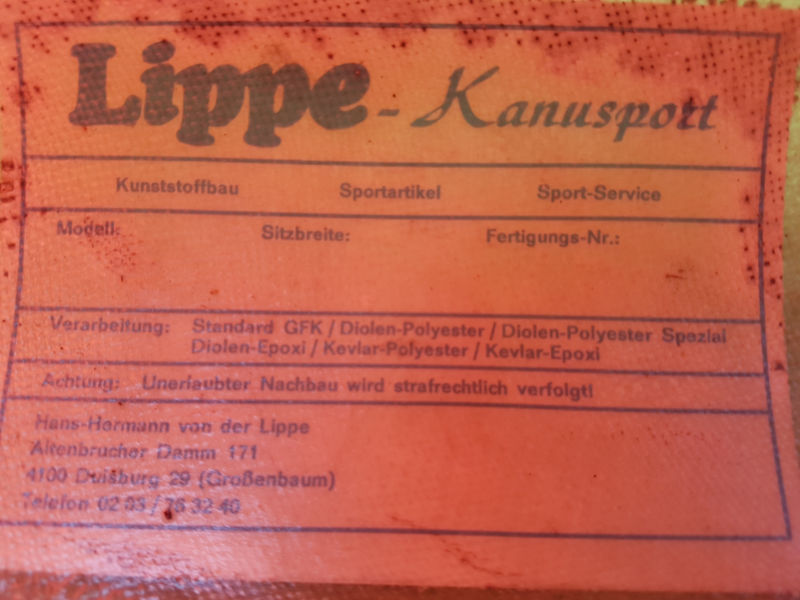 Lippe - Kanusport
Kunststoffbau Sportartikel Sport-Service
Modell: Sitzbreite: Fertigungs-Nr.:
Verarbeitung: Standard GFK / Diolen-Polyester / Diolen-Polyester Spezial
Diolen-Epoxi / Kevlar-Polyester / Kevlar-Epoxi
Achtung: Unerlaubter Nachbau wird strafrechtlich verfolgt!
Hans-Hermann von der Lippe
Altenbrucher Damm 171
4100 Duisburg 29 (Großenbaum)
Telefon 02 03 / 76 32 40